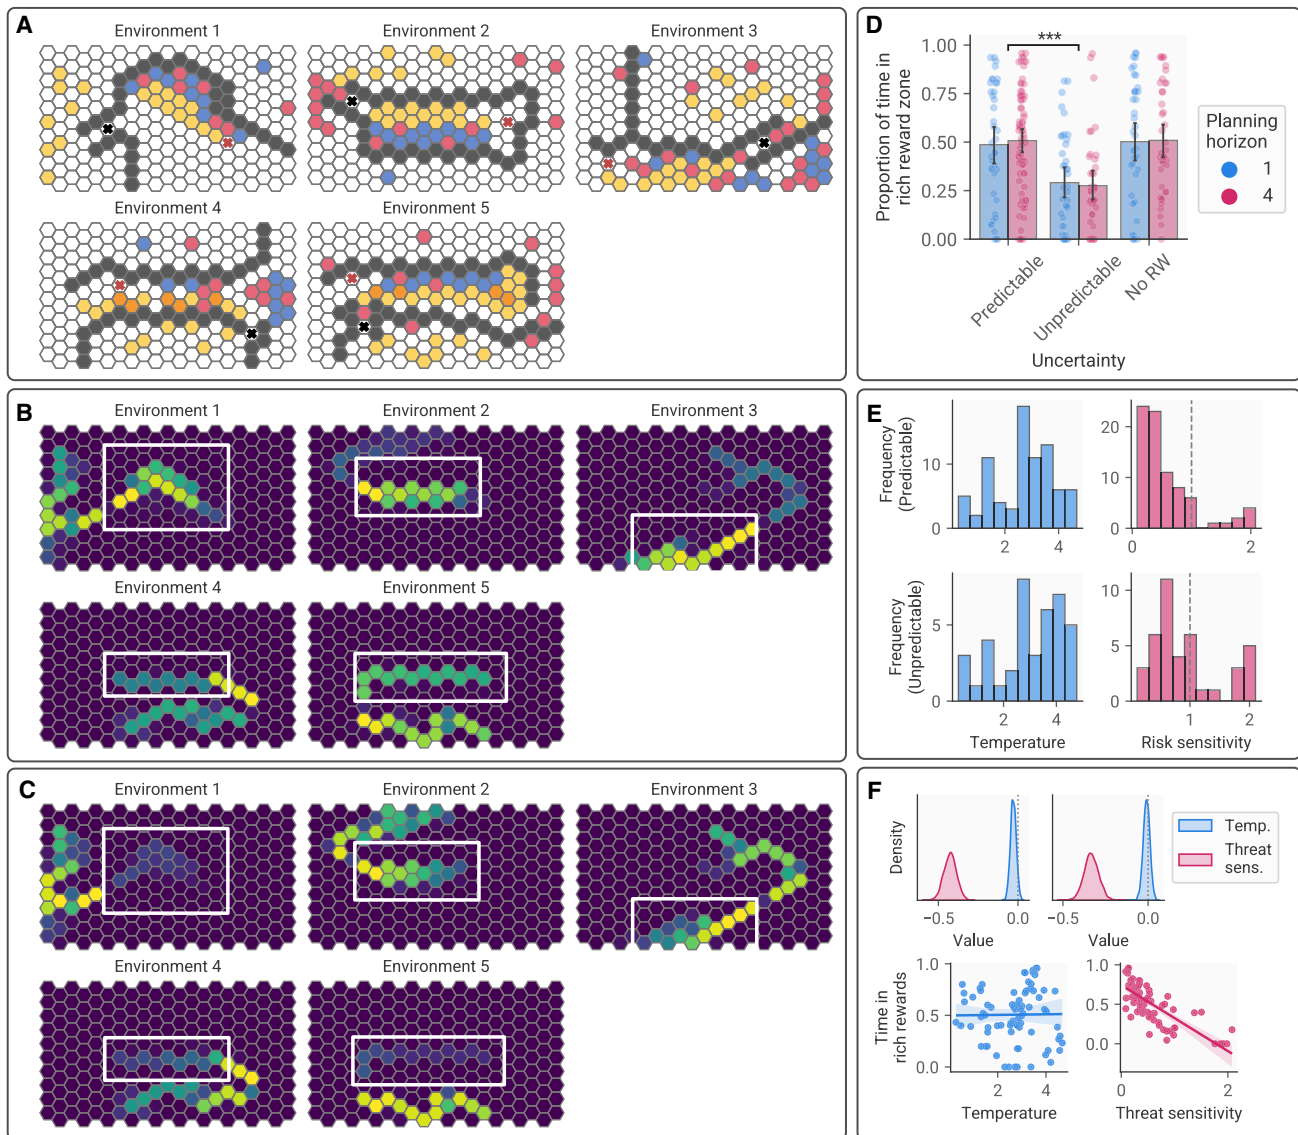 A
Environment 1
Environment 2
Environment 3
Environment 4
Environment 5
B
Environment 1
Environment 2
Environment 3
Environment 4
Environment 5
C
Environment 1
Environment 2
Environment 3
Environment 4
Environment 5
D
Proportion of time in
rich reward zone
1.00
0.75
0.50
0.25
0.00
***
Predictable
Unpredictable
No RW
Uncertainty
Planning
horizon
1
4
E
Frequency
(Predictable)
10
0
2
4
20
10
0
0
2
Frequency
(Unpredictable)
5
0
2
4
Temperature
10
5
0
1
2
Risk sensitivity
F
Density
−0.5
0.0
Value
−0.5
0.0
Value
Temp.
Threat
sens.
Time in
rich rewards
1.0
0.5
0.0
2
4
Temperature
1.0
0.5
0.0
0
2
Threat sensitivity